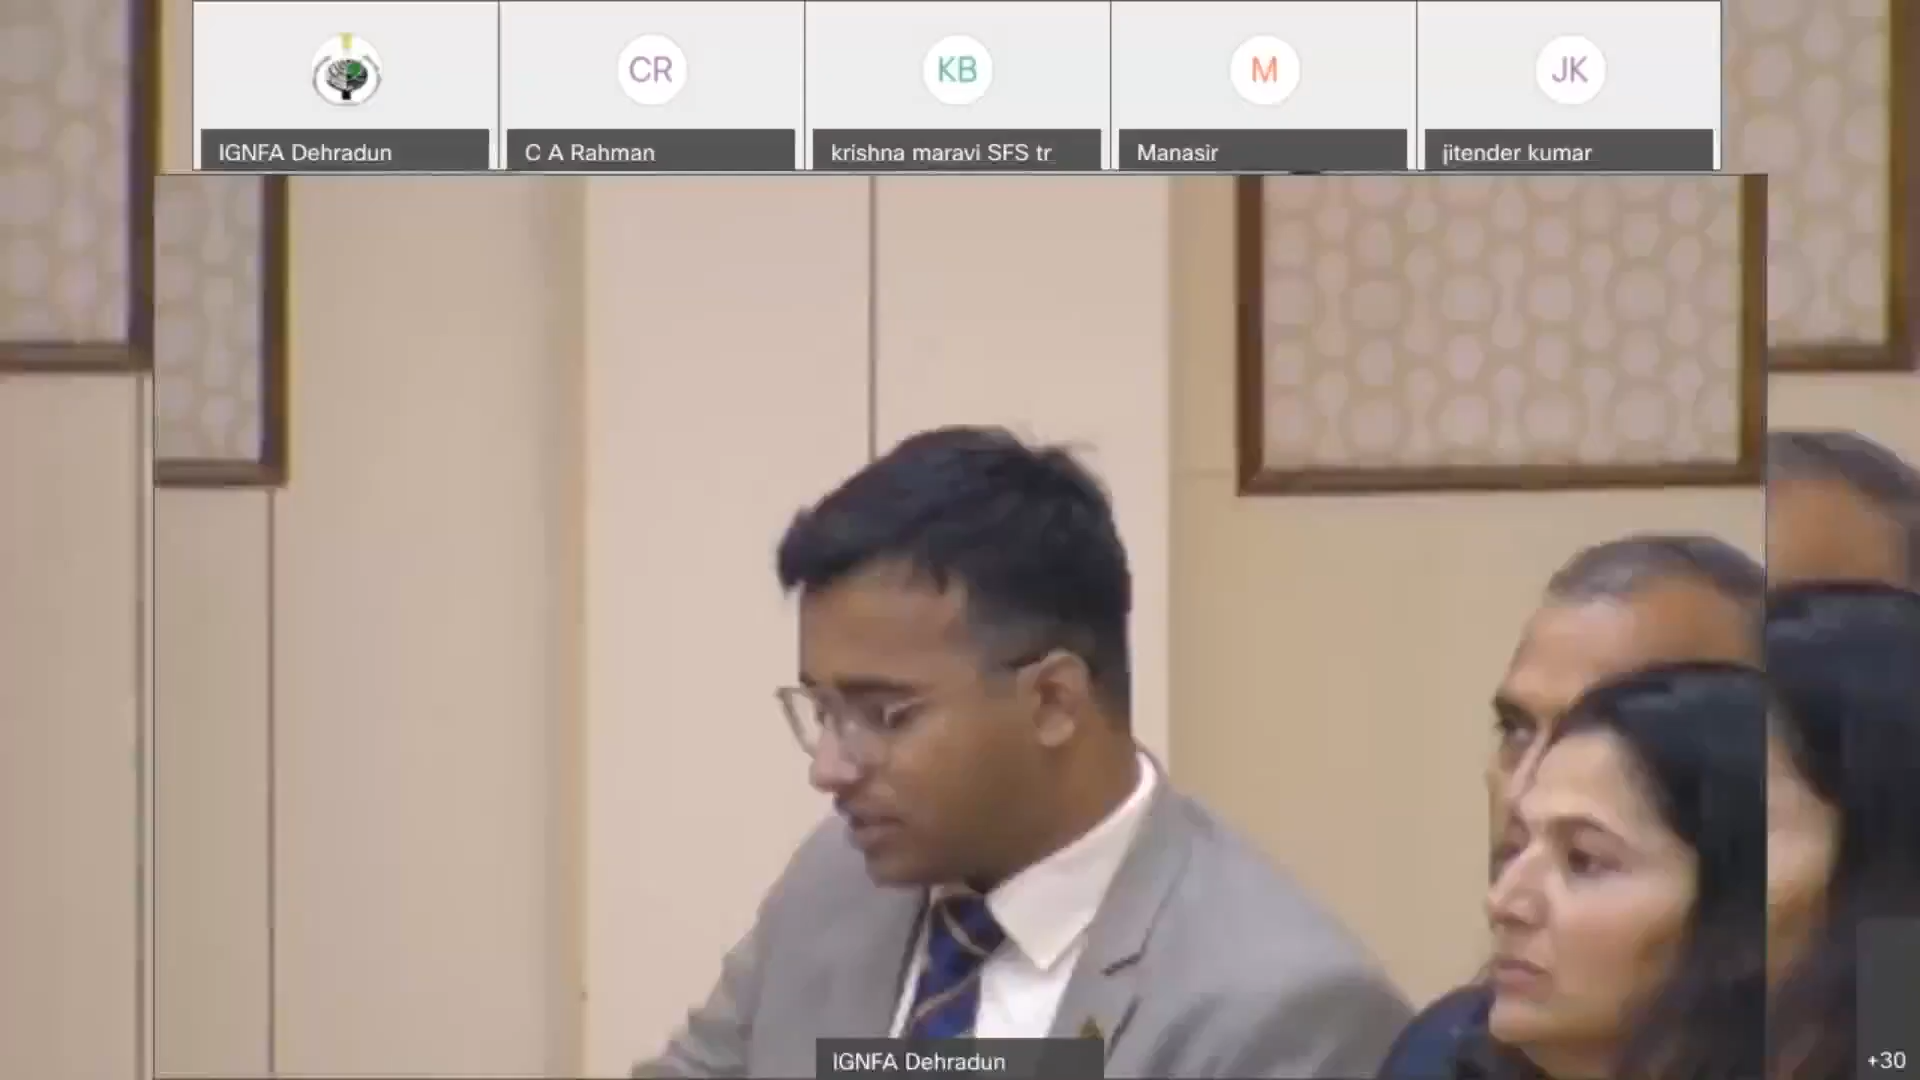 CR
KB
M
JK
IGNFA Dehradun
C A Rahman
krishna maravi SFS tr
Manasir
jitender kumar
IGNFA Dehradun
+30